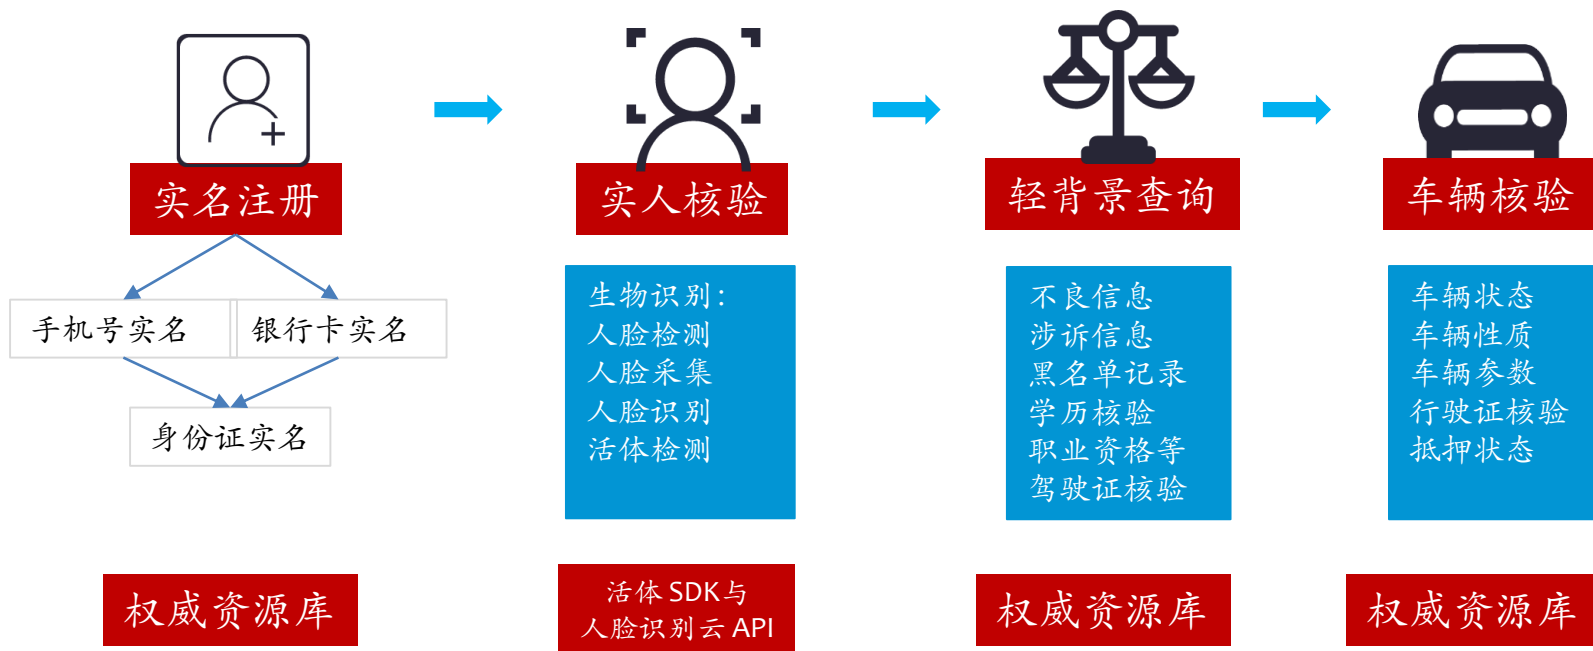 实名注册
手机号实名
银行卡实名
身份证实名
权威资源库
实人核验
生物识别：
人脸检测
人脸采集
人脸识别
活体检测
活体 SDK与
人脸识别云 API
轻背景查询
不良信息
涉诉信息
黑名单记录
学历核验
职业资格等
驾驶证核验
权威资源库
车辆核验
车辆状态
车辆性质
车辆参数
行驶证核验
抵押状态
权威资源库